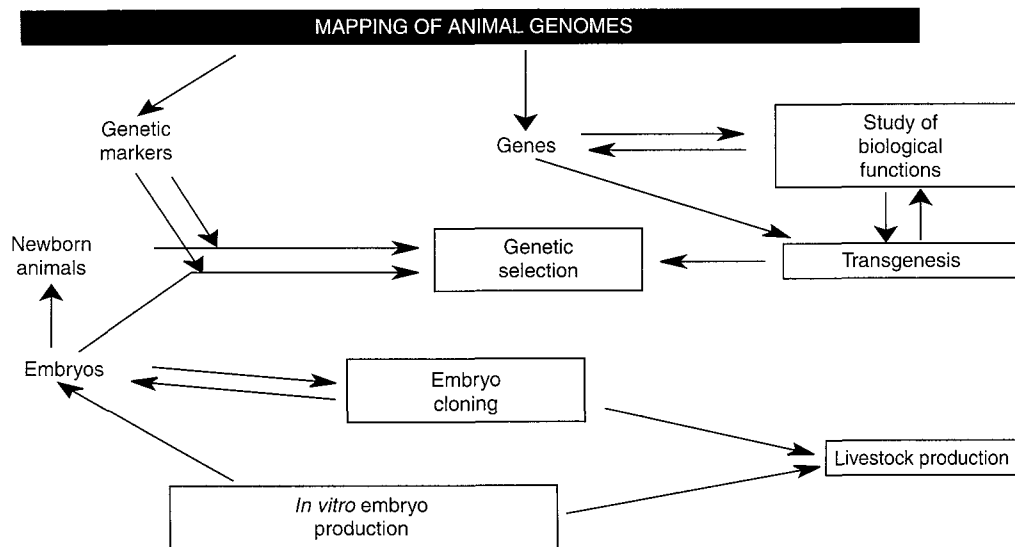 MAPPING OF ANIMAL GENOMES
Genetic
markers
Genes
Study of
biological
functions
Newborn
animals
Genetic
selection
Transgenesis
Embryos
Embryo
cloning
Livestock production
In vitro embryo
production